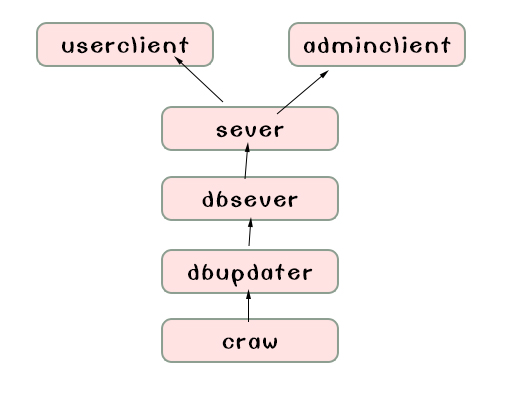 userclient
adminclient
sever
dbsever
dbupdater
craw